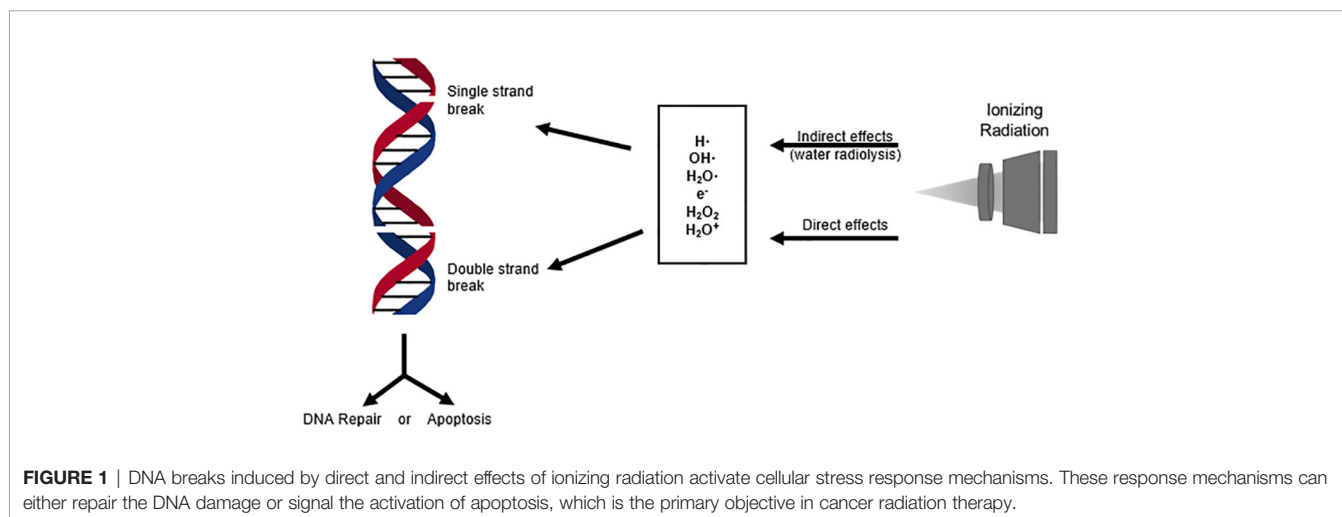 Single strand
break
Double strand
break
DNA Repair or Apoptosis
H·
OH·
H₂O·
e⁻
H₂O₂
H₂O⁺
Indirect effects
(water radiolysis)
Direct effects
Ionizing
Radiation
FIGURE 1 | DNA breaks induced by direct and indirect effects of ionizing radiation activate cellular stress response mechanisms. These response mechanisms can
either repair the DNA damage or signal the activation of apoptosis, which is the primary objective in cancer radiation therapy.